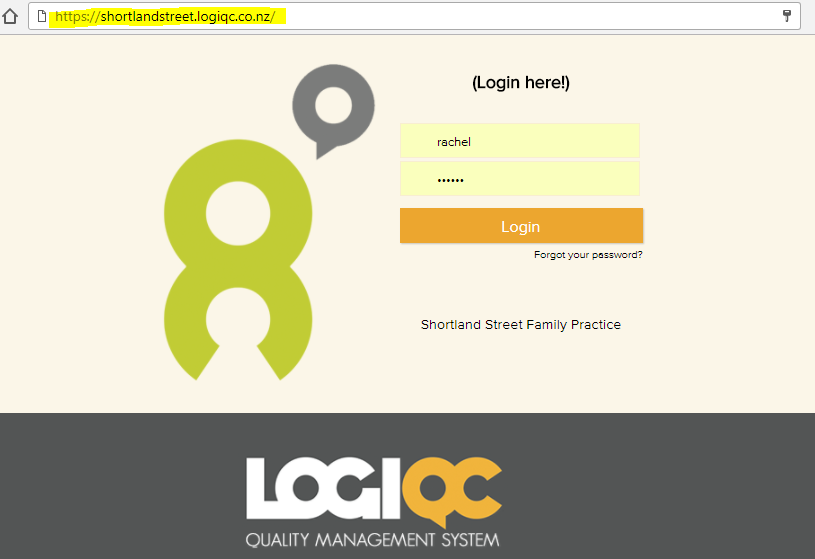 https://shortlandstreet.logiqc.co.nz/
(Login here!)
rachel
••••••
Login
Forgot your password?
Shortland Street Family Practice
LOGIQC
QUALITY MANAGEMENT SYSTEM